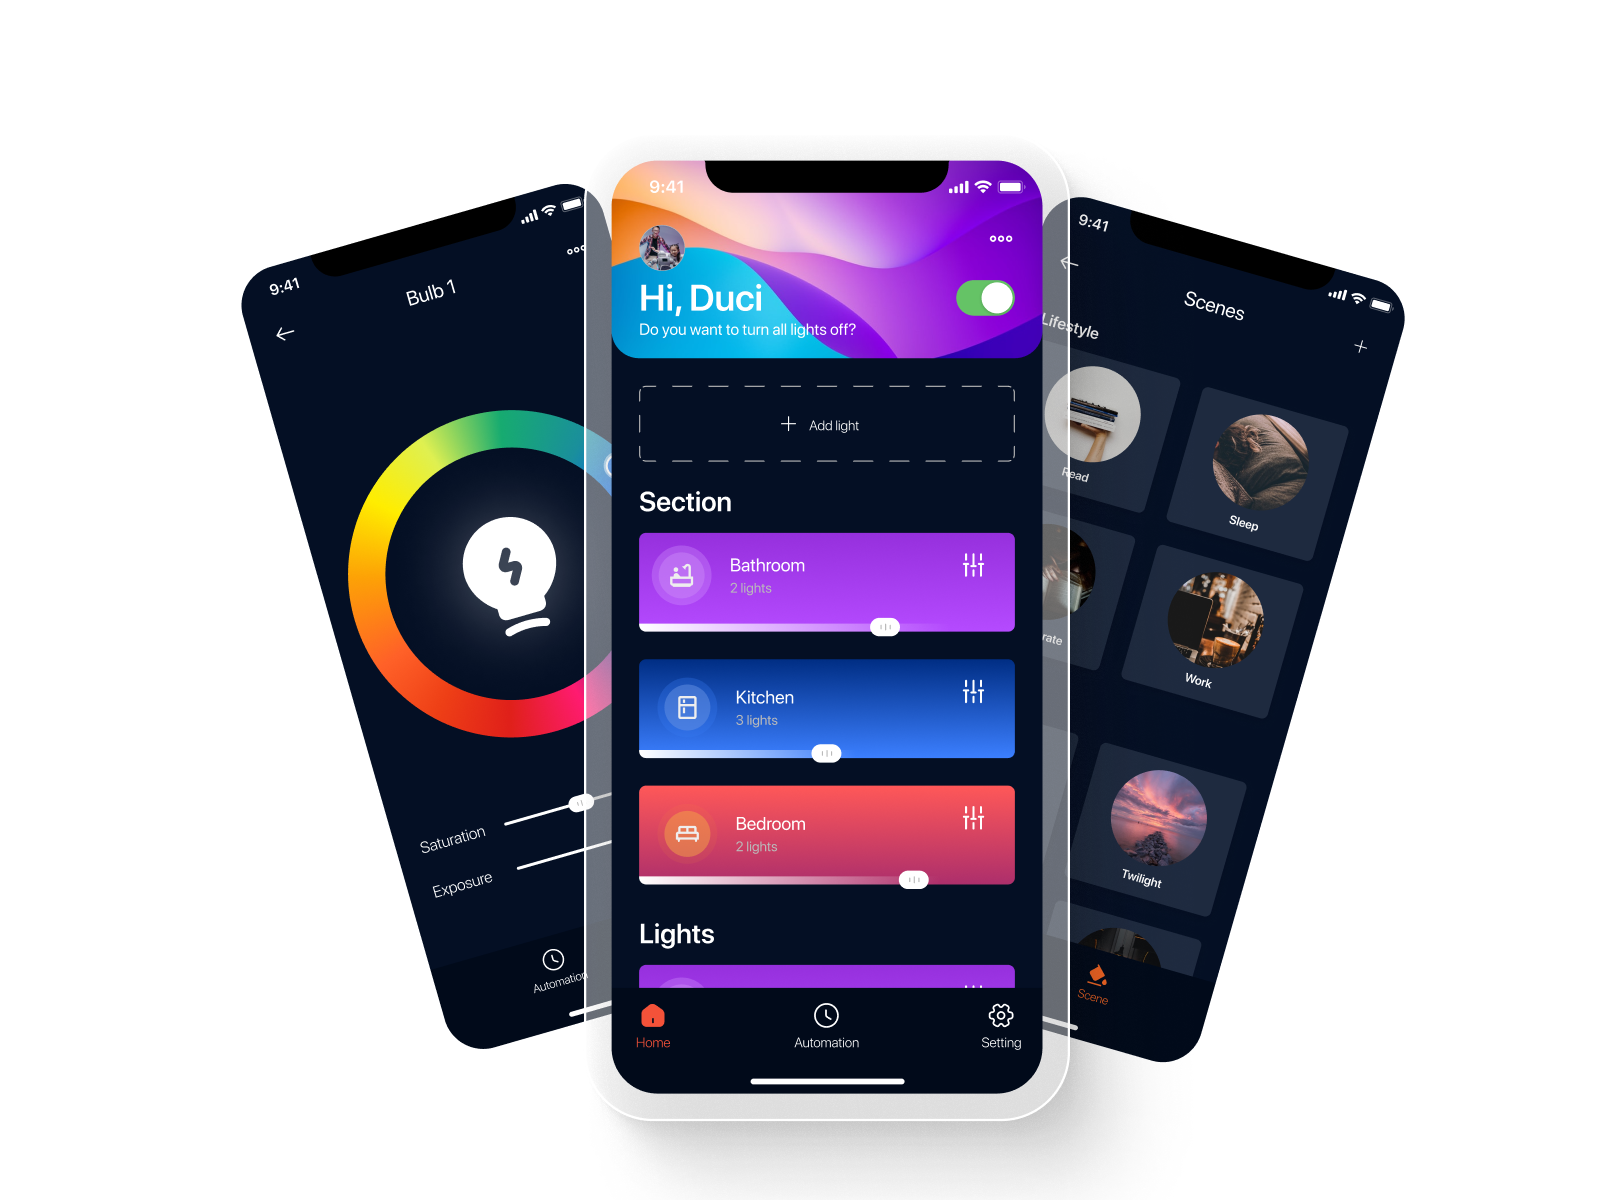 9:41
Bulb 1
Saturation
Exposure
Automation
9:41
Hi, Duci
Do you want to turn all lights off?
Add light
Section
Bathroom
2 lights
Kitchen
3 lights
Bedroom
2 lights
Lights
Home
Automation
Setting
9:41
Scenes
Lifestyle
Read
Sleep
rate
Work
Twilight
Scene